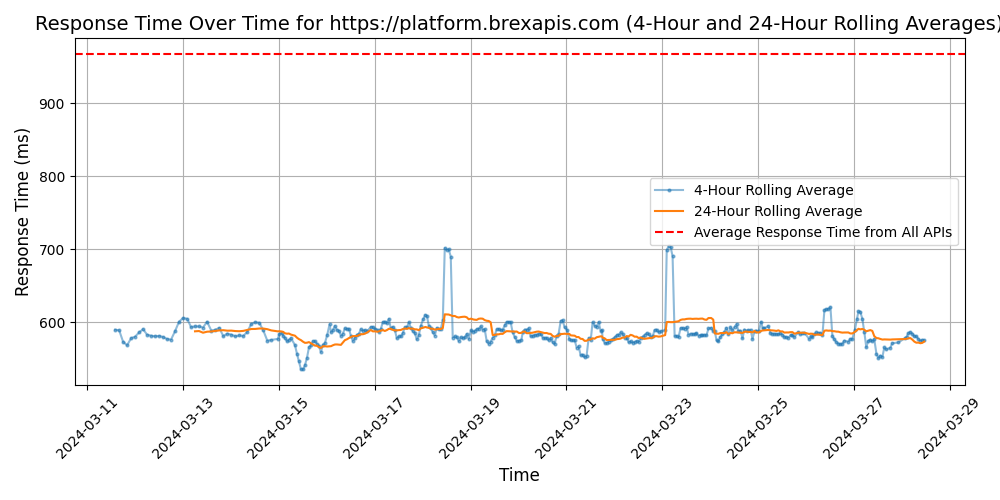 Response Time Over Time for https://platform.brexapis.com (4-Hour and 24-Hour Rolling Averages)
Response Time (ms)
900
800
700
600
4-Hour Rolling Average
24-Hour Rolling Average
Average Response Time from All APIs
2024-03-11
2024-03-13
2024-03-15
2024-03-17
2024-03-19
2024-03-21
2024-03-23
2024-03-25
2024-03-27
2024-03-29
Time